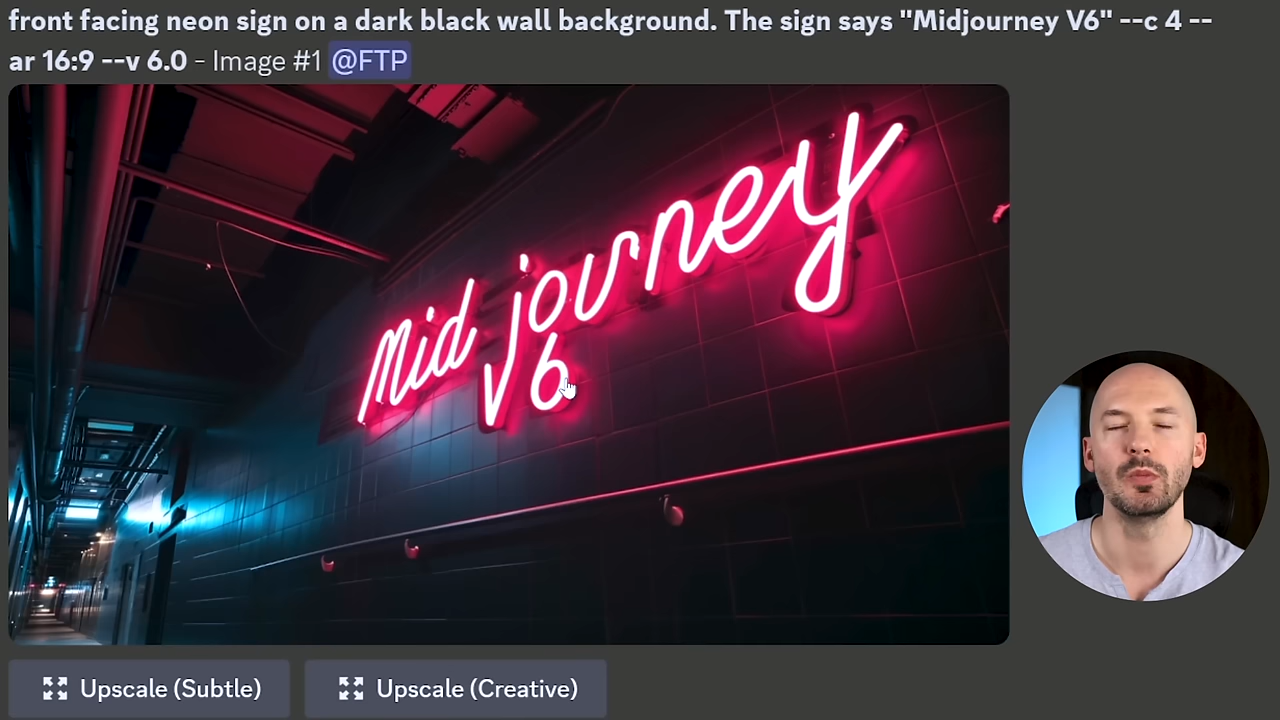 front facing neon sign on a dark black wall background. The sign says "Midjourney V6" --c 4 --
ar 16:9 --v 6.0 - Image #1 @FTP
Mid journey
V6
Upscale (Subtle)
Upscale (Creative)